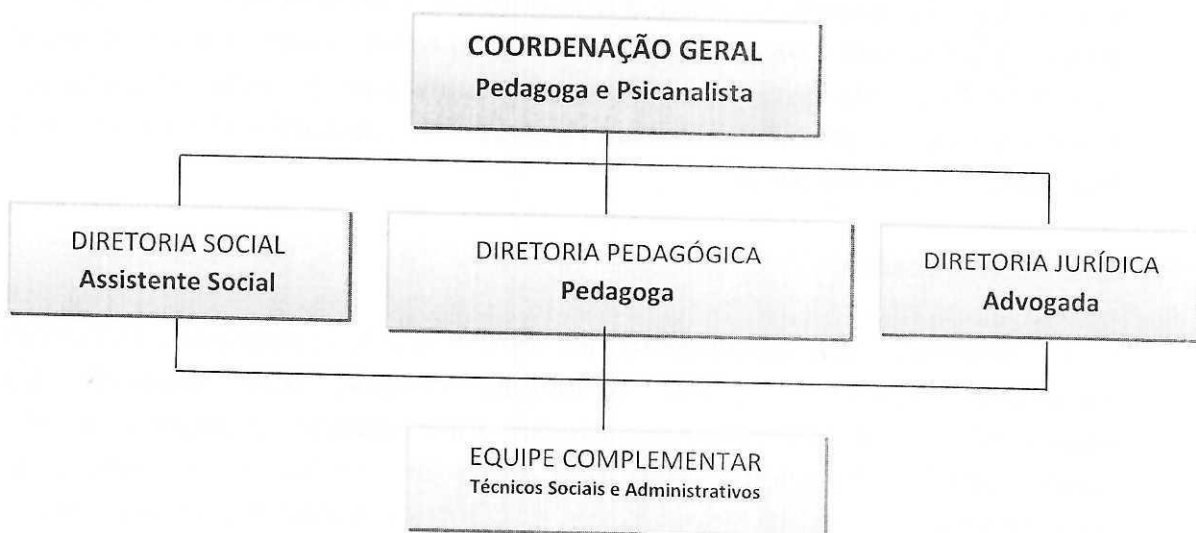 COORDENAÇÃO GERAL
Pedagoga e Psicanalista
DIRETORIA SOCIAL
Assistente Social
DIRETORIA PEDAGÓGICA
Pedagoga
DIRETORIA JURÍDICA
Advogada
EQUIPE COMPLEMENTAR
Técnicos Sociais e Administrativos